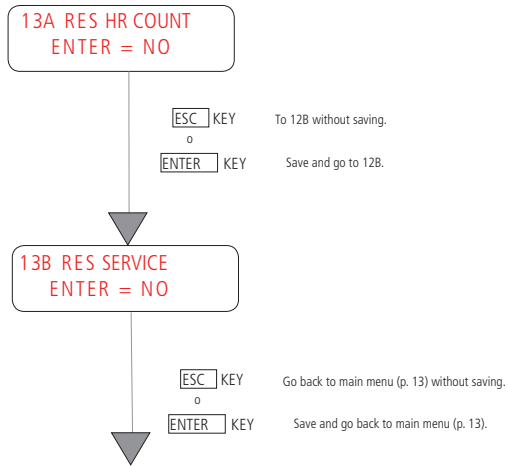 13A RES HR COUNT
ENTER = NO
ESC KEY To 12B without saving.
o
ENTER KEY Save and go to 12B.
13B RES SERVICE
ENTER = NO
ESC KEY Go back to main menu (p. 13) without saving.
o
ENTER KEY Save and go back to main menu (p. 13).